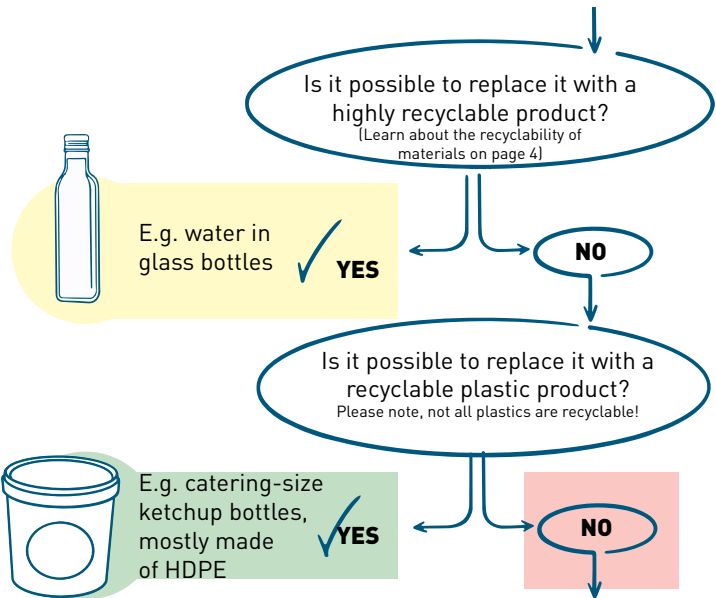 Is it possible to replace it with a
highly recyclable product?
(Learn about the recyclability of
materials on page 4)
E.g. water in
glass bottles
YES
NO
Is it possible to replace it with a
recyclable plastic product?
Please note, not all plastics are recyclable!
E.g. catering-size
ketchup bottles,
mostly made
of HDPE
YES
NO